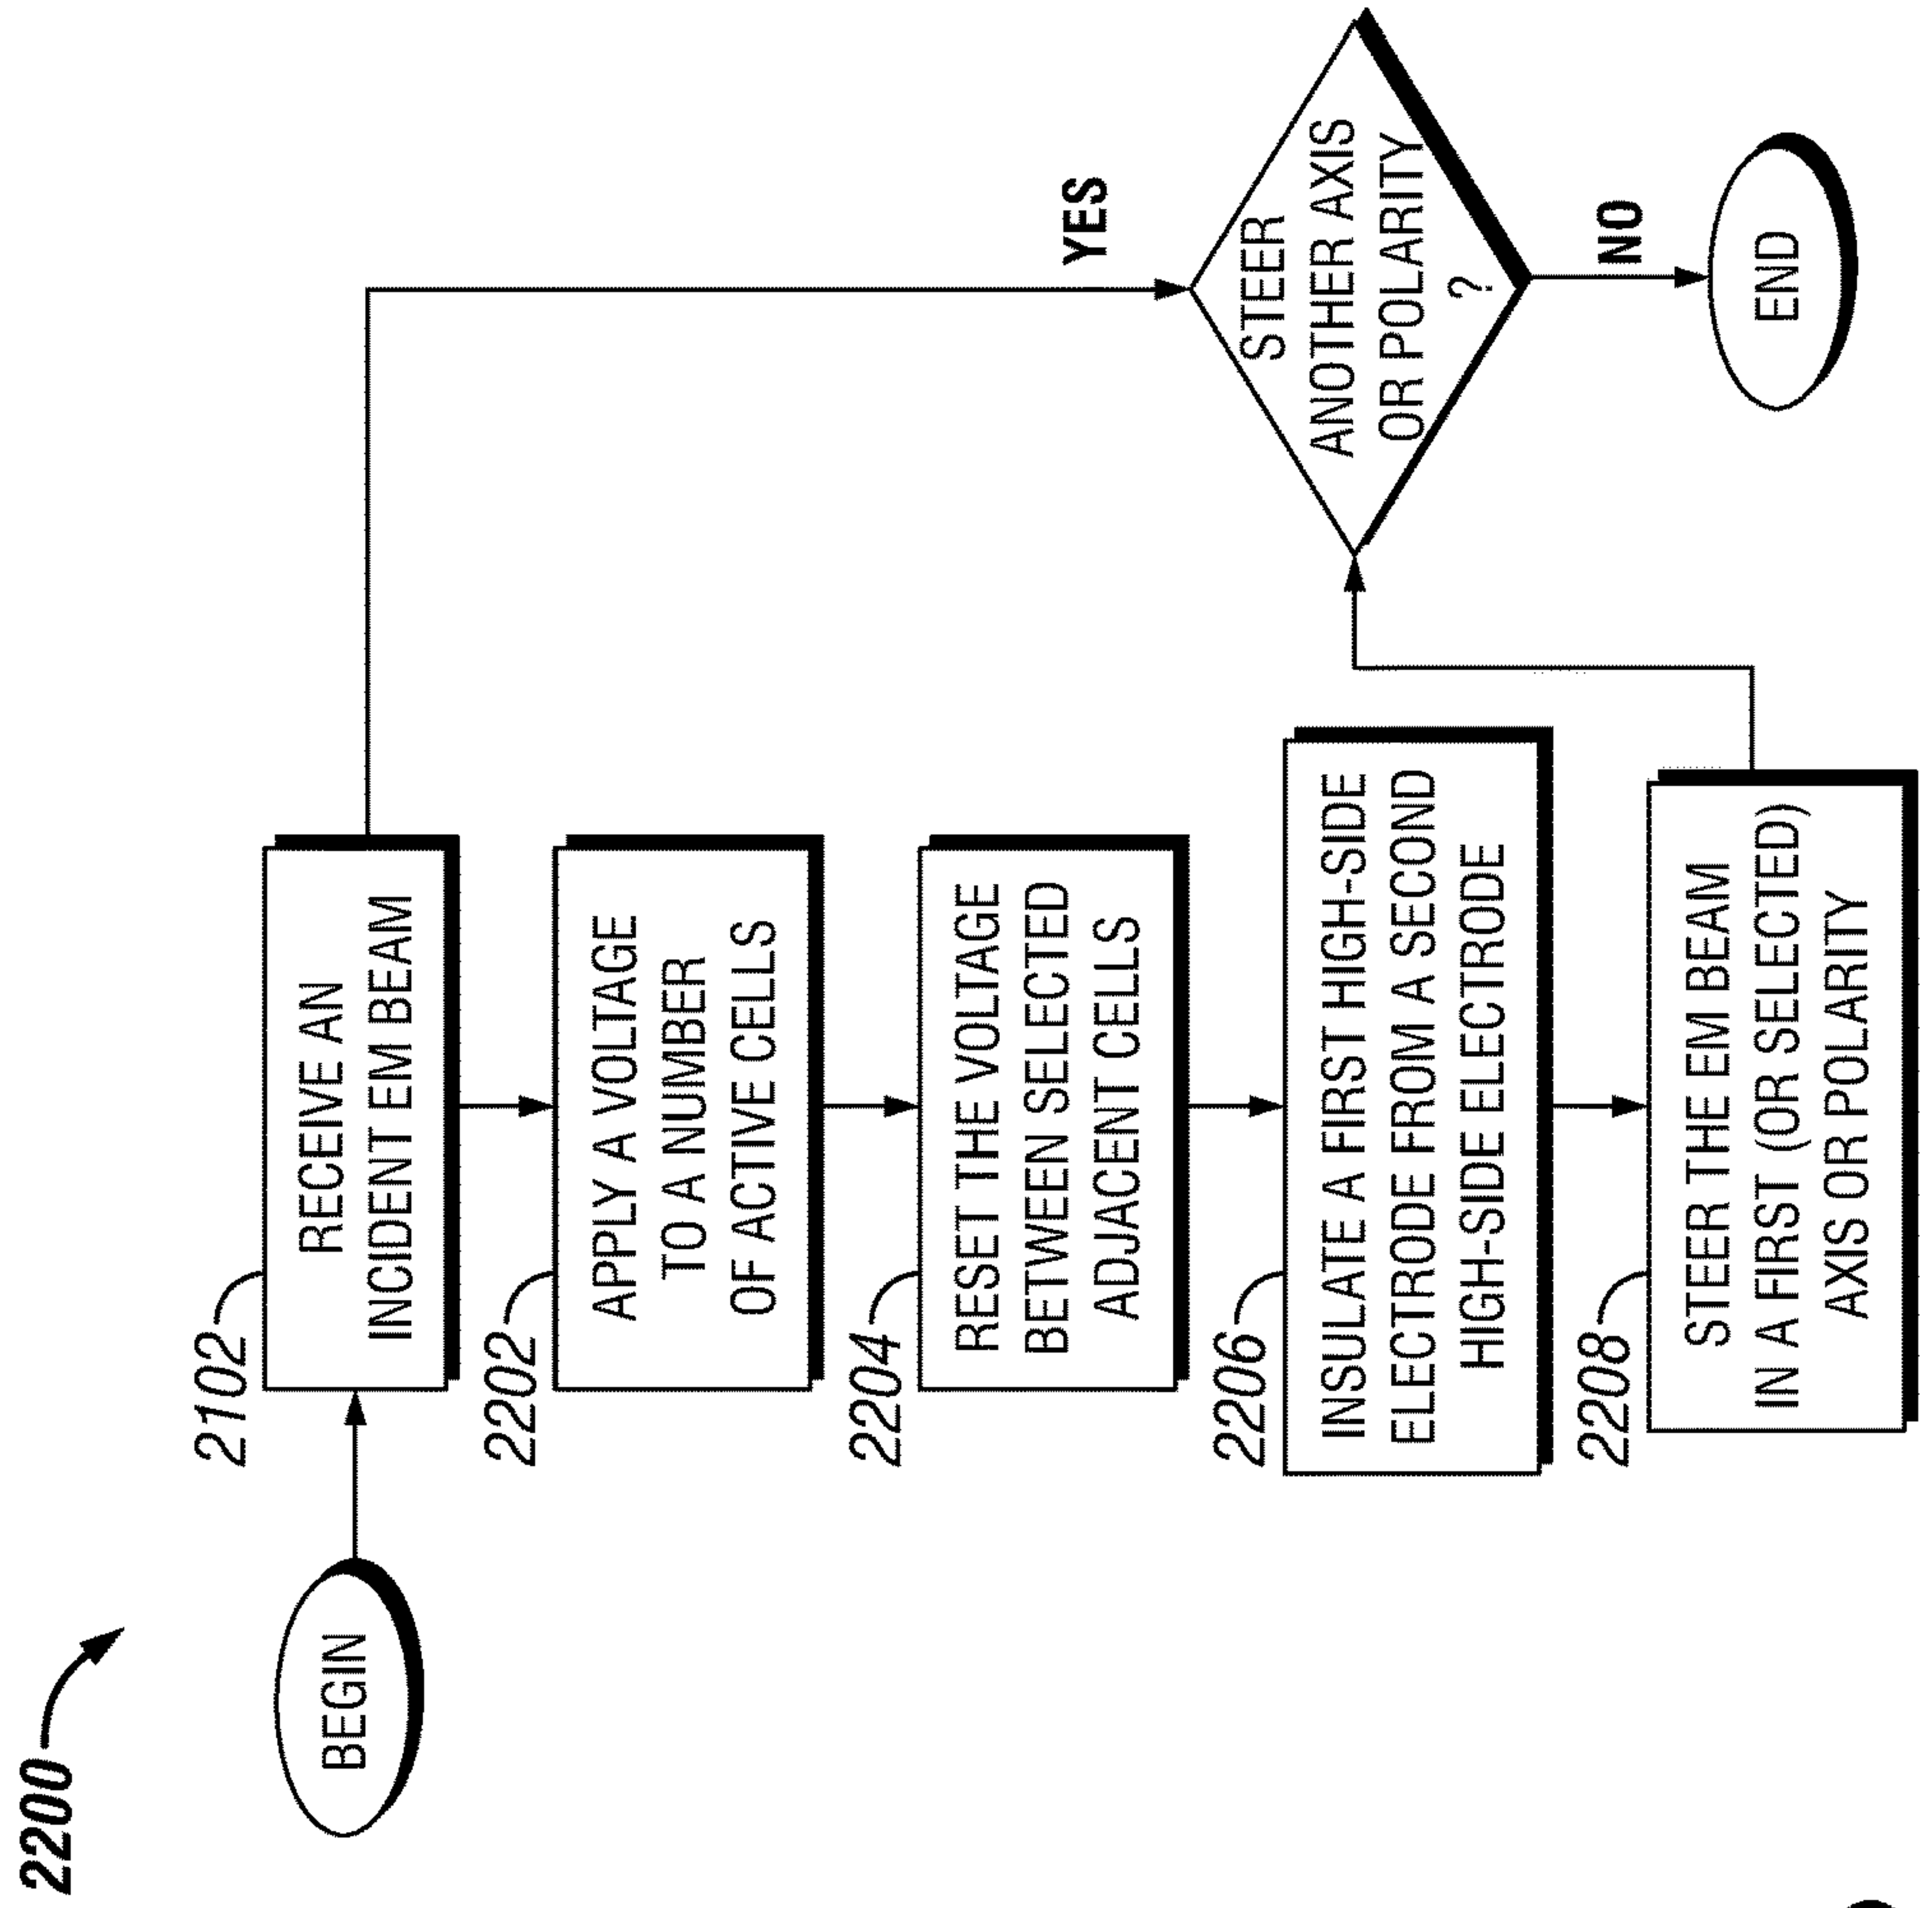 2200
BEGIN
2102
RECEIVE AN
INCIDENT EM BEAM
2202
APPLY A VOLTAGE
TO A NUMBER
OF ACTIVE CELLS
2204
RESET THE VOLTAGE
BETWEEN SELECTED
ADJACENT CELLS
2206
INSULATE A FIRST HIGH-SIDE
ELECTRODE FROM A SECOND
HIGH-SIDE ELECTRODE
2208
STEER THE EM BEAM
IN A FIRST (OR SELECTED)
AXIS OR POLARITY
YES
STEER
ANOTHER AXIS
OR POLARITY
?
NO
END